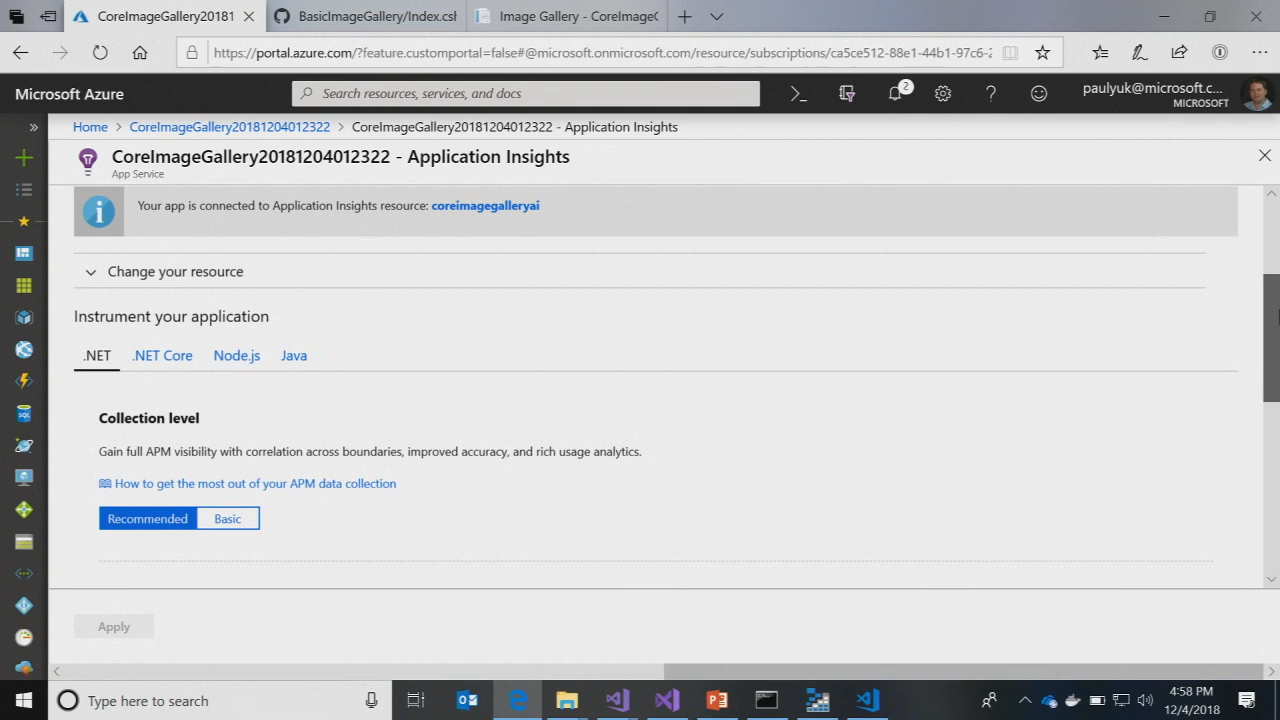 CoreImageGallery20181
BasicImageGallery/Index.csh
Image Gallery - CoreImageG
https://portal.azure.com/?feature.customportal=false#@microsoft.onmicrosoft.com/resource/subscriptions/ca5ce512-88e1-44b1-97c6-2
Microsoft Azure
Search resources, services, and docs
2
paulyuk@microsoft.c...
MICROSOFT
Home > CoreImageGallery20181204012322 > CoreImageGallery20181204012322 - Application Insights
CoreImageGallery20181204012322 - Application Insights
App Service
Your app is connected to Application Insights resource: coreimagegalleryai
Change your resource
Instrument your application
.NET .NET Core Node.js Java
Collection level
Gain full APM visibility with correlation across boundaries, improved accuracy, and rich usage analytics.
How to get the most out of your APM data collection
Recommended Basic
Apply
Type here to search
4:58 PM
12/4/2018